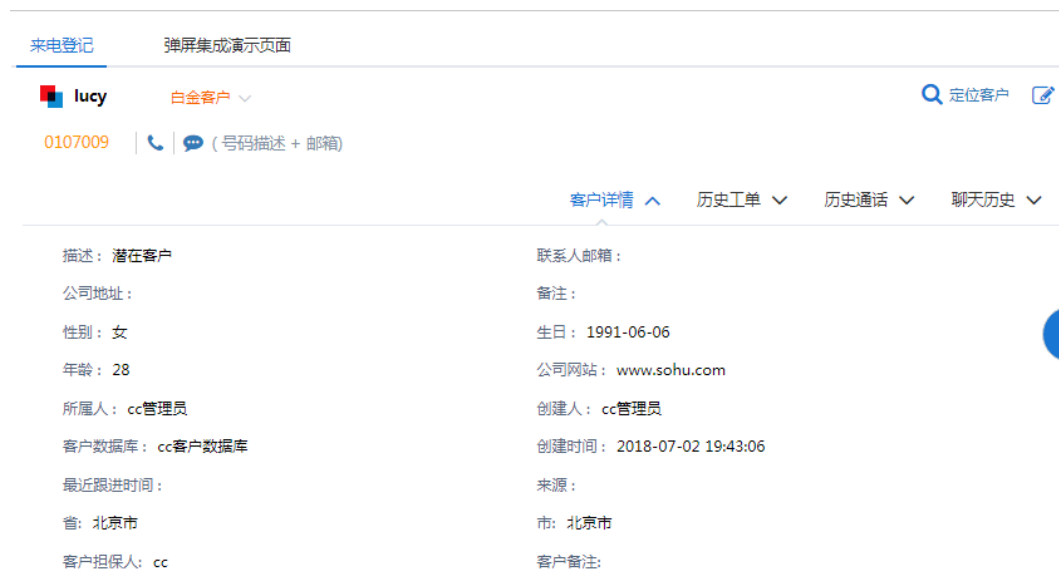 来电登记 弹屏集成演示页面
lucy 白金客户 定位客户
0107009 ( 号码描述 + 邮箱)
客户详情 历史工单 历史通话 聊天历史
描述： 潜在客户 联系人邮箱：
公司地址： 备注：
性别： 女 生日： 1991-06-06
年龄： 28 公司网站： www.sohu.com
所属人： cc管理员 创建人： cc管理员
客户数据库： cc客户数据库 创建时间： 2018-07-02 19:43:06
最近跟进时间： 来源：
省: 北京市 市: 北京市
客户担保人: cc 客户备注: